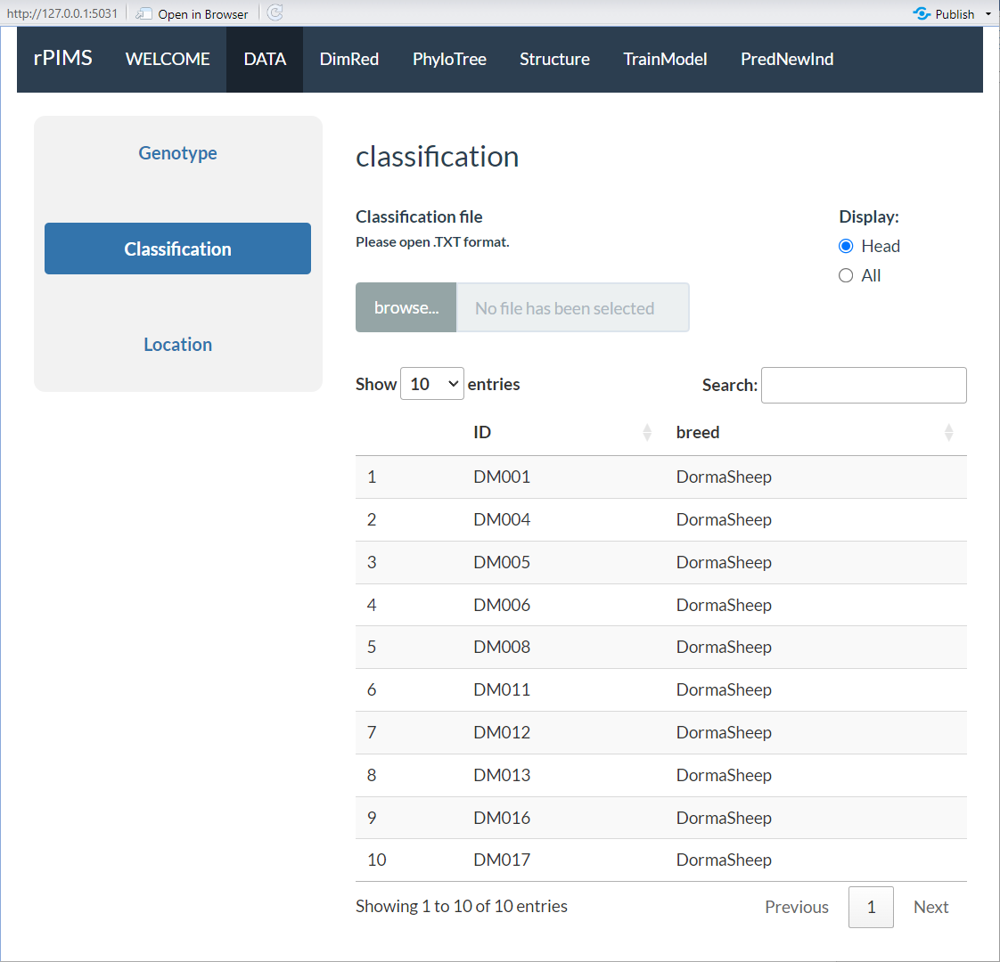 http://127.0.0.1:5031 Open in Browser Publish
rPIMS WELCOME DATA DimRed PhyloTree Structure TrainModel PredNewInd
Genotype
Classification
Location
classification
Classification file
Please open .TXT format.
Display:
Head
All
browse... No file has been selected
Show 10 entries Search:
ID breed
1 DM001 DormaSheep
2 DM004 DormaSheep
3 DM005 DormaSheep
4 DM006 DormaSheep
5 DM008 DormaSheep
6 DM011 DormaSheep
7 DM012 DormaSheep
8 DM013 DormaSheep
9 DM016 DormaSheep
10 DM017 DormaSheep
Showing 1 to 10 of 10 entries Previous 1 Next